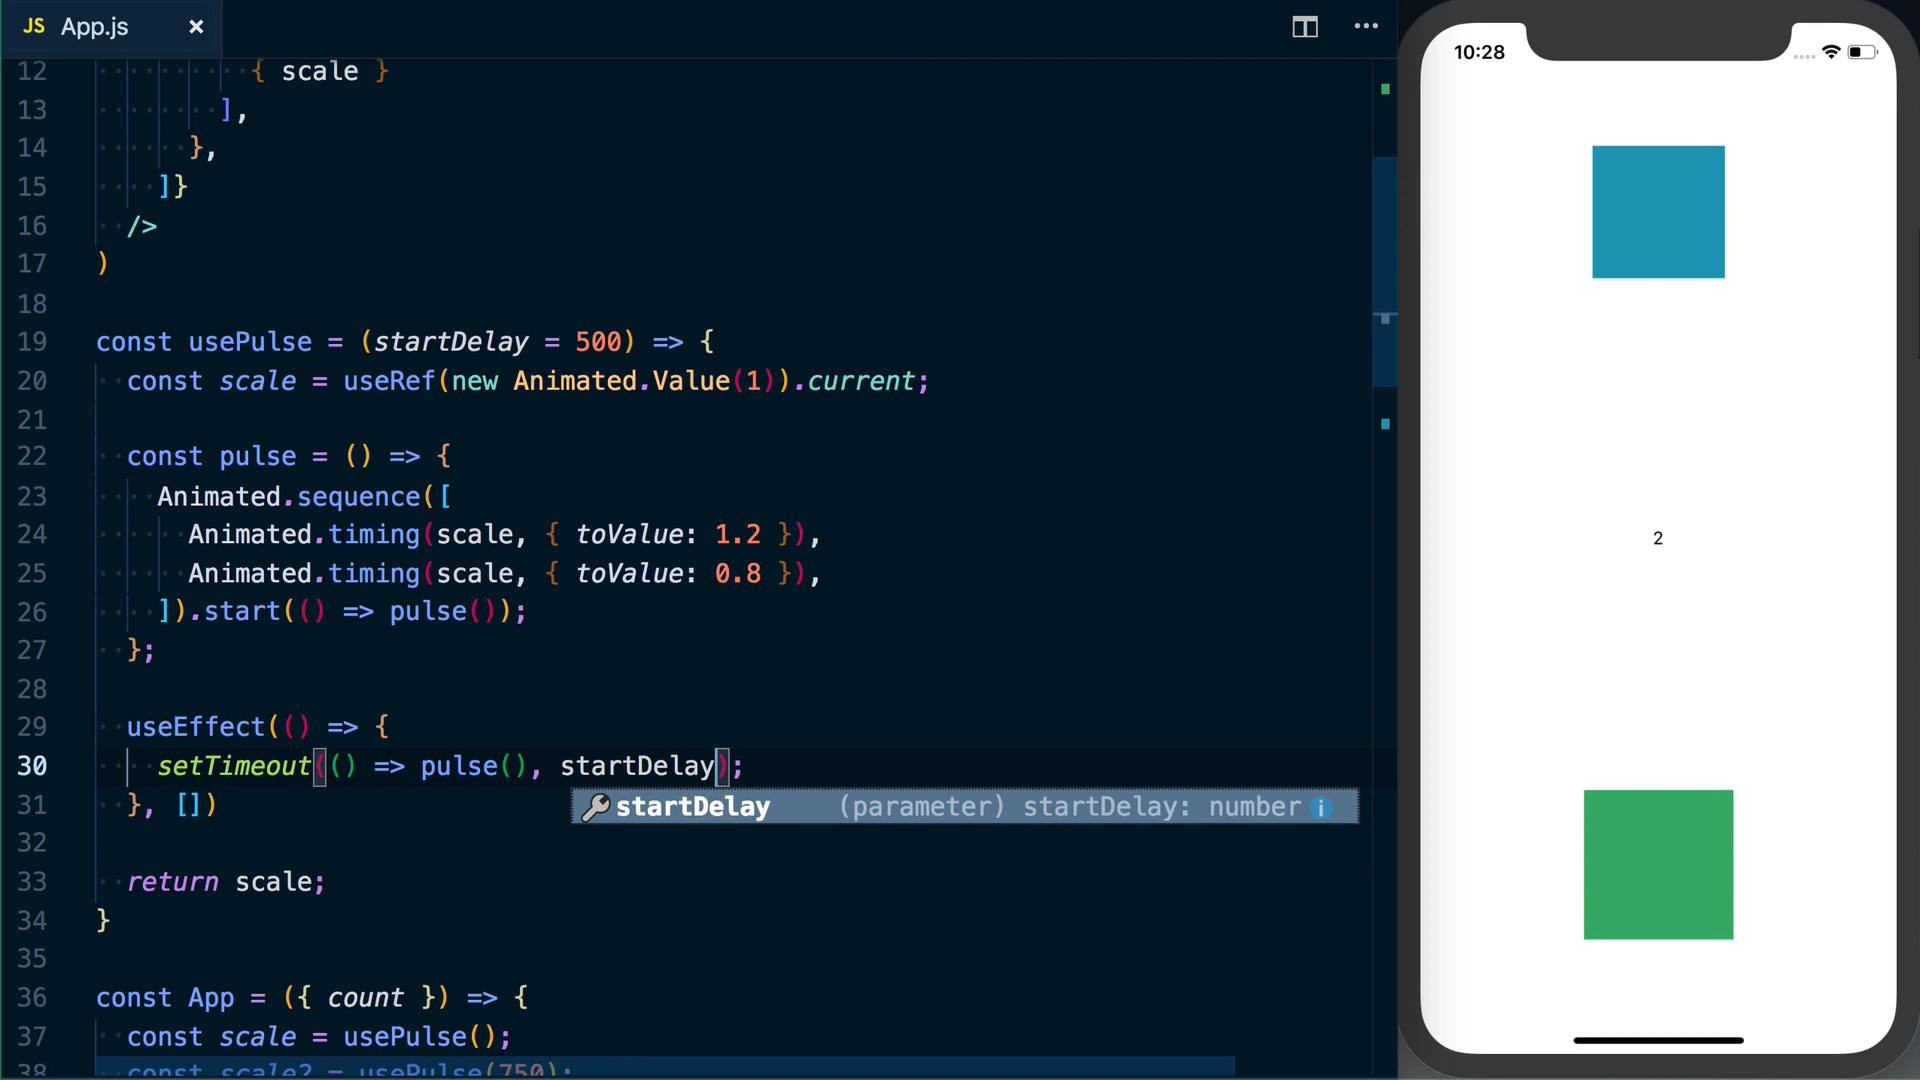 JS App.js ×
12 { scale }
13 ],
14 },
15 ]}
16 />
17 )
18
19 const usePulse = (startDelay = 500) => {
20 const scale = useRef(new Animated.Value(1)).current;
21
22 const pulse = () => {
23 Animated.sequence([
24 Animated.timing(scale, { toValue: 1.2 }),
25 Animated.timing(scale, { toValue: 0.8 }),
26 ]).start(() => pulse());
27 };
28
29 useEffect(() => {
30 setTimeout(() => pulse(), startDelay);
31 }, [])
startDelay (parameter) startDelay: number
32
33 return scale;
34 }
35
36 const App = ({ count }) => {
37 const scale = usePulse();
38 const scale2 = usePulse(750);
10:28
2